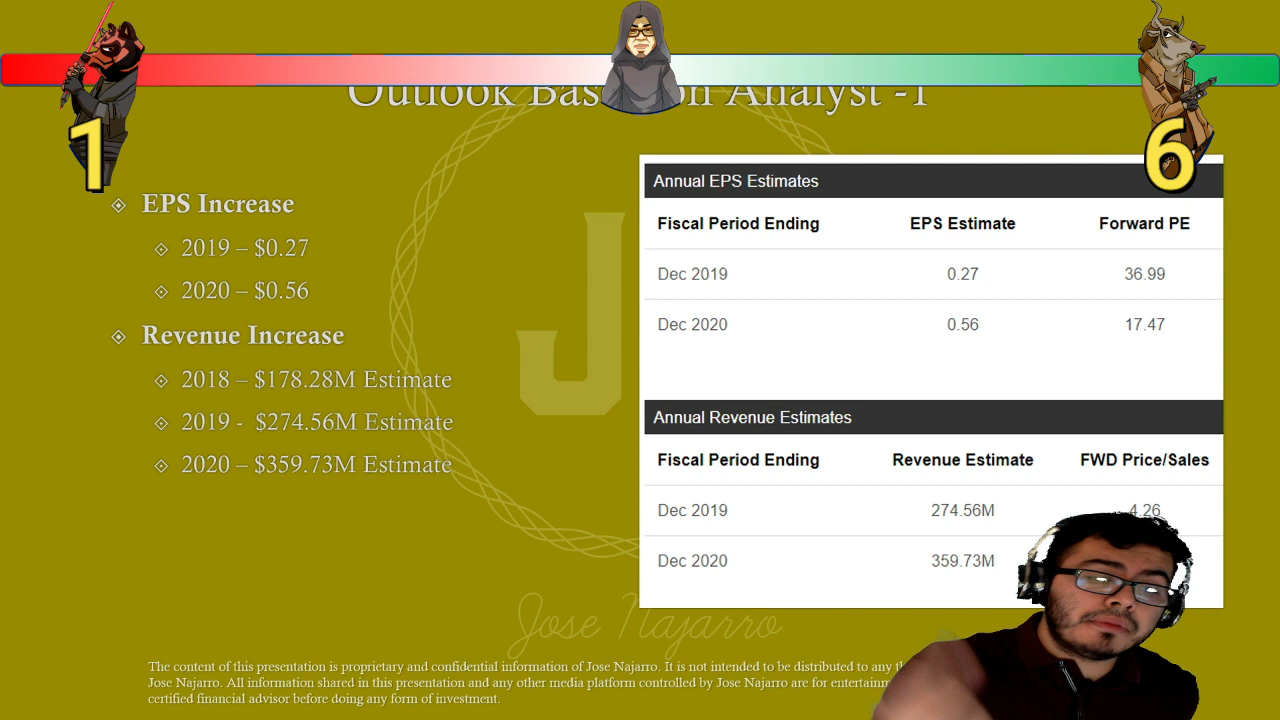 Outlook Bas on Analyst -1
1
6
EPS Increase
2019 – $0.27
2020 – $0.56
Revenue Increase
2018 – $178.28M Estimate
2019 - $274.56M Estimate
2020 – $359.73M Estimate
Annual EPS Estimates
Fiscal Period Ending EPS Estimate Forward PE
Dec 2019 0.27 36.99
Dec 2020 0.56 17.47
Annual Revenue Estimates
Fiscal Period Ending Revenue Estimate FWD Price/Sales
Dec 2019 274.56M 4.26
Dec 2020 359.73M
J
Jose Najarro
The content of this presentation is proprietary and confidential information of Jose Najarro. It is not intended to be distributed to any
Jose Najarro. All information shared in this presentation and any other media platform controlled by Jose Najarro are for
certified financial advisor before doing any form of investment.